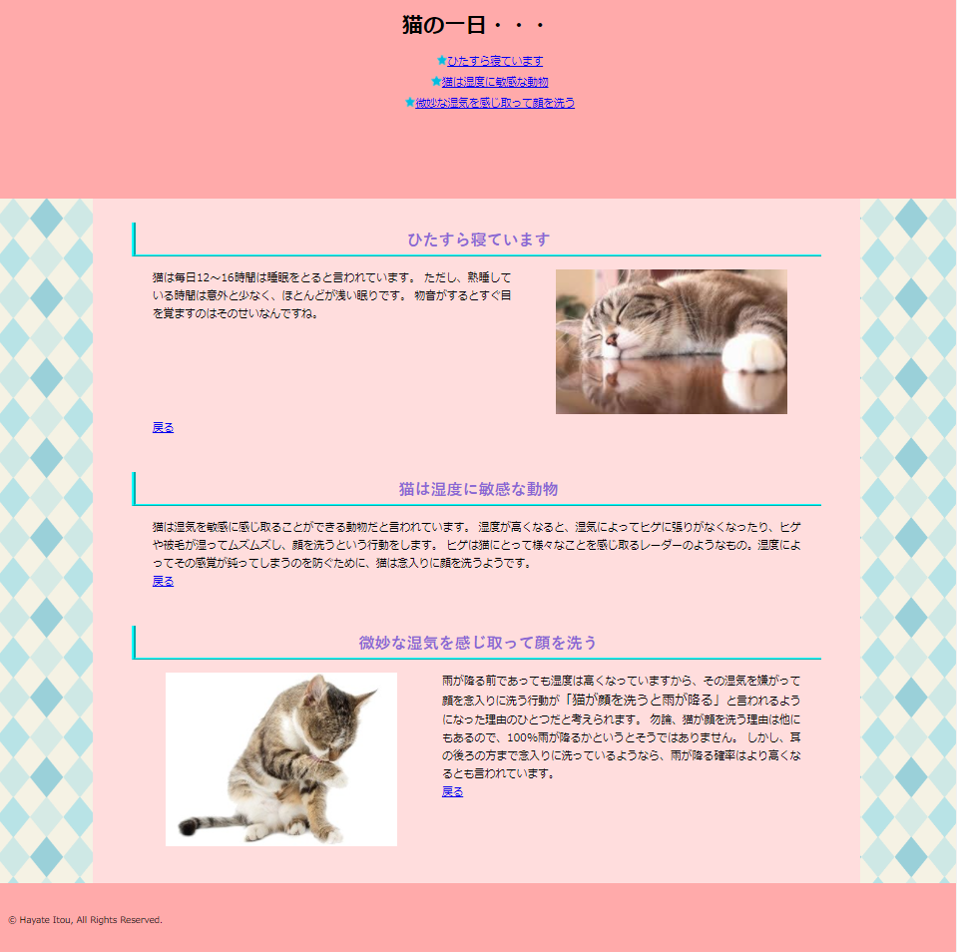 猫の一日・・・
★ひたすら寝ています
★猫は湿度に敏感な動物
★微妙な湿気を感じ取って顔を洗う
ひたすら寝ています
猫は毎日12～16時間は睡眠をとると言われています。 ただし、熟睡して
いる時間は意外と少なく、ほとんどが浅い眠りです。 物音がするとすぐ目
を覚ますのはそのせいなんですね。
戻る
猫は湿度に敏感な動物
猫は湿気を敏感に感じ取ることができる動物だと言われています。 湿度が高くなると、湿気によってヒゲに張りがなくなったり、ヒゲ
や被毛が湿ってムズムズし、顔を洗うという行動をします。 ヒゲは猫にとって様々なことを感じ取るレーダーのようなもの。湿度によ
ってその感覚が鈍ってしまうのを防ぐために、猫は念入りに顔を洗うようです。
戻る
微妙な湿気を感じ取って顔を洗う
雨が降る前であっても湿度は高くなっていますから、その湿気を嫌がって
顔を念入りに洗う行動が「猫が顔を洗うと雨が降る」と言われるよう
になった理由のひとつだと考えられます。 勿論、猫が顔を洗う理由は他に
もあるので、100%雨が降るかというとそうではありません。 しかし、耳
の後ろの方まで念入りに洗っているようなら、雨が降る確率はより高くな
るとも言われています。
戻る
© Hayate Itou, All Rights Reserved.